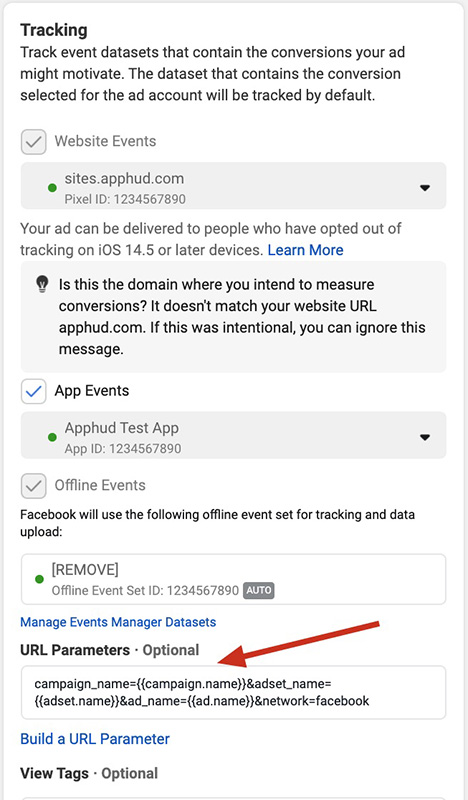 Tracking
Track event datasets that contain the conversions your ad
might motivate. The dataset that contains the conversion
selected for the ad account will be tracked by default.
Website Events
sites.apphud.com
Pixel ID: 1234567890
Your ad can be delivered to people who have opted out of
tracking on iOS 14.5 or later devices. Learn More
Is this the domain where you intend to measure
conversions? It doesn't match your website URL
apphud.com. If this was intentional, you can ignore this
message.
App Events
Apphud Test App
App ID: 1234567890
Offline Events
Facebook will use the following offline event set for tracking and data
upload:
[REMOVE]
Offline Event Set ID: 1234567890 AUTO
Manage Events Manager Datasets
URL Parameters · Optional
campaign_name={{campaign.name}}&adset_name=
{{adset.name}}&ad_name={{ad.name}}&network=facebook
Build a URL Parameter
View Tags · Optional